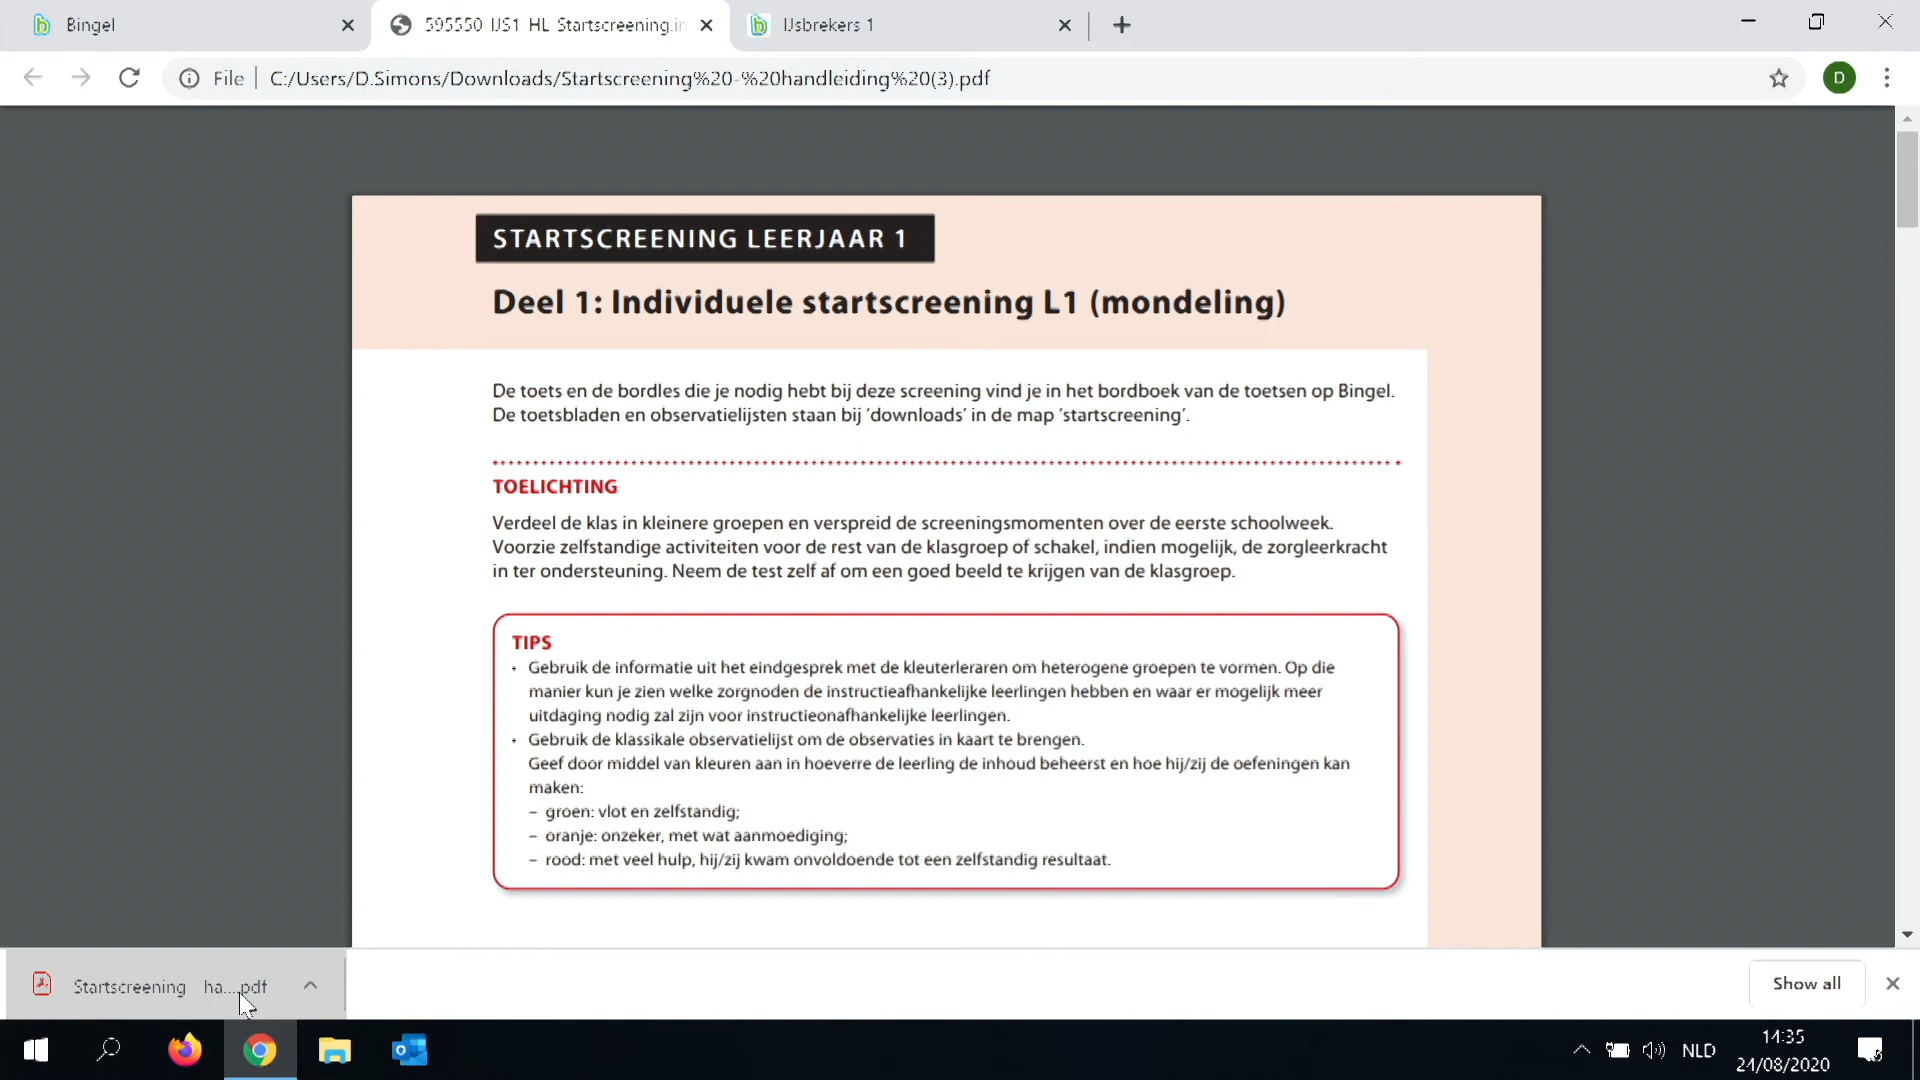 Bingel
595550_IJS1_HL_Startscreening.in
IJsbrekers 1
File
C:/Users/D.Simons/Downloads/Startscreening%20-%20handleiding%20(3).pdf
D
STARTSCREENING LEERJAAR 1
Deel 1: Individuele startscreening L1 (mondeling)
De toets en de bordles die je nodig hebt bij deze screening vind je in het bordboek van de toetsen op Bingel.
De toetsbladen en observatielijsten staan bij ‘downloads’ in de map ‘startscreening’.
TOELICHTING
Verdeel de klas in kleinere groepen en verspreid de screeningsmomenten over de eerste schoolweek.
Voorzie zelfstandige activiteiten voor de rest van de klasgroep of schakel, indien mogelijk, de zorgleerkracht
in ter ondersteuning. Neem de test zelf af om een goed beeld te krijgen van de klasgroep.
TIPS
• Gebruik de informatie uit het eindgesprek met de kleuterleraren om heterogene groepen te vormen. Op die
manier kun je zien welke zorgnoden de instructieafhankelijke leerlingen hebben en waar er mogelijk meer
uitdaging nodig zal zijn voor instructieonafhankelijke leerlingen.
• Gebruik de klassikale observatielijst om de observaties in kaart te brengen.
Geef door middel van kleuren aan in hoeverre de leerling de inhoud beheerst en hoe hij/zij de oefeningen kan
maken:
– groen: vlot en zelfstandig;
– oranje: onzeker, met wat aanmoediging;
– rood: met veel hulp, hij/zij kwam onvoldoende tot een zelfstandig resultaat.
Startscreening ha....pdf
Show all
NLD
14:35
24/08/2020